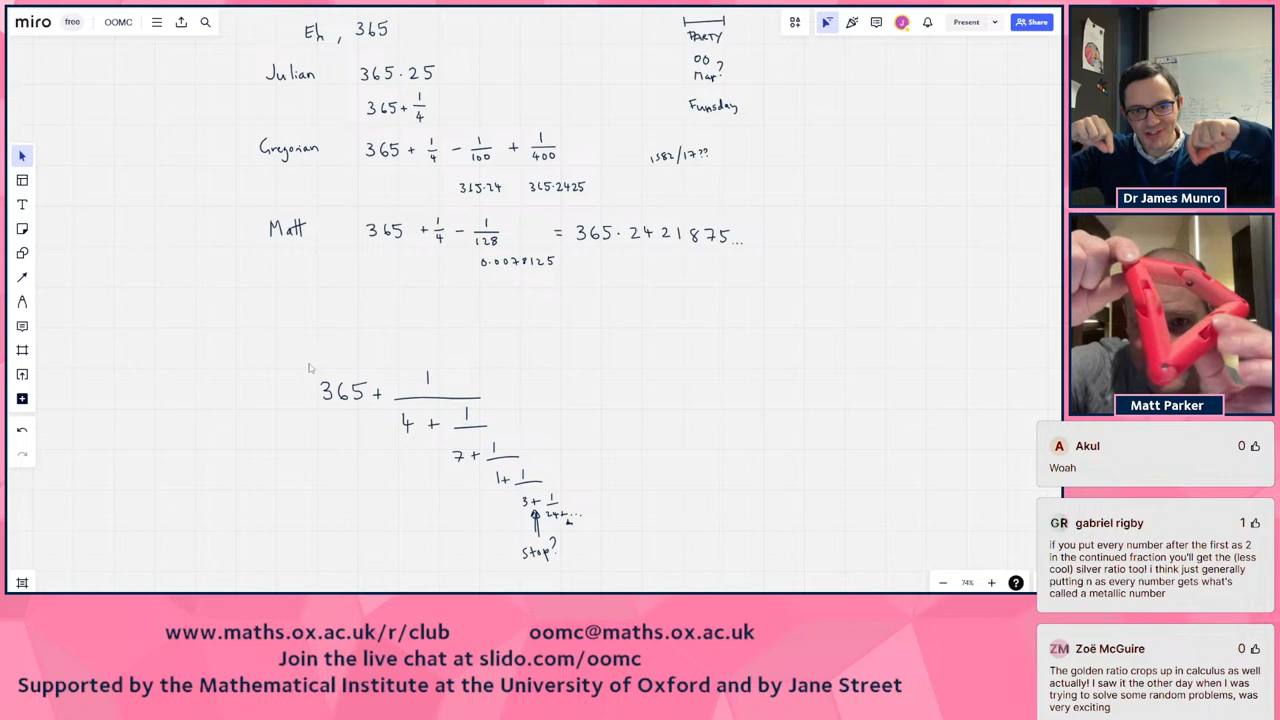 miro free OOMC
Present
Share
Eh, 365
PARTY
00
Mar?
Funsday
Julian 365.25
365 + 1/4
Gregorian 365 + 1/4 - 1/100 + 1/400
1582/17??
365.24 365.2425
Matt 365 + 1/4 - 1/128 = 365.2421875...
0.0078125
365 + 1
4 + 1
7 + 1
1 + 1
3 + 1
24+...
stop?
74%
Dr James Munro
Matt Parker
A Akul 0
Woah
GR gabriel rigby 1
if you put every number after the first as 2
in the continued fraction you'll get the (less
cool) silver ratio too! i think just generally
putting n as every number gets what's
called a metallic number
ZM Zoë McGuire 0
The golden ratio crops up in calculus as well
actually! I saw it the other day when I was
trying to solve some random problems, was
very exciting
www.maths.ox.ac.uk/r/club oomc@maths.ox.ac.uk
Join the live chat at slido.com/oomc
Supported by the Mathematical Institute at the University of Oxford and by Jane Street